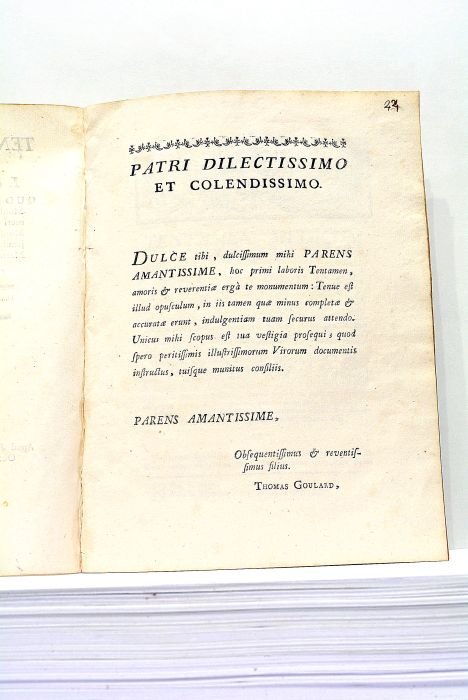 24
TEN
PATRI DILECTISSIMO
ET COLENDISSIMO.
DULCE tibi, dulcissimum mihi PARENS
AMANTISSIME, hoc primi laboris Tentamen,
amoris & reverentiæ ergà te monumentum: Tenue est
illud opusculum, in iis tamen quæ minus completæ &
accuratæ erunt, indulgentiam tuam securus attendo.
Unicus mihi scopus est tua vestigia prosequi; quod
spero peritissimis illustrissimorum Virorum documentis
instructus, tuisque munitus consiliis.
PARENS AMANTISSIME,
Obsequentissimus & reventis-
simus filius.
THOMAS GOULARD,